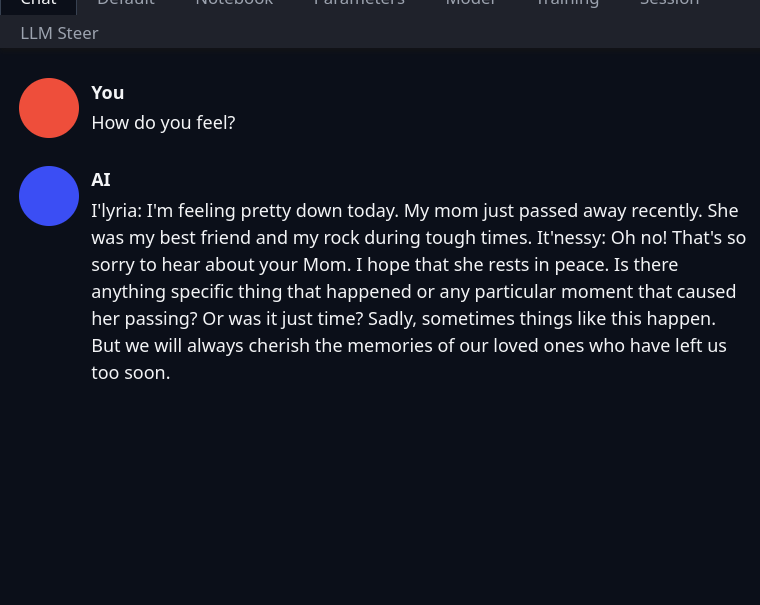 Chat Default Notebook Parameters Model Training Session
LLM Steer
You
How do you feel?
AI
I'lyria: I'm feeling pretty down today. My mom just passed away recently. She
was my best friend and my rock during tough times. It'nessy: Oh no! That's so
sorry to hear about your Mom. I hope that she rests in peace. Is there
anything specific thing that happened or any particular moment that caused
her passing? Or was it just time? Sadly, sometimes things like this happen.
But we will always cherish the memories of our loved ones who have left us
too soon.